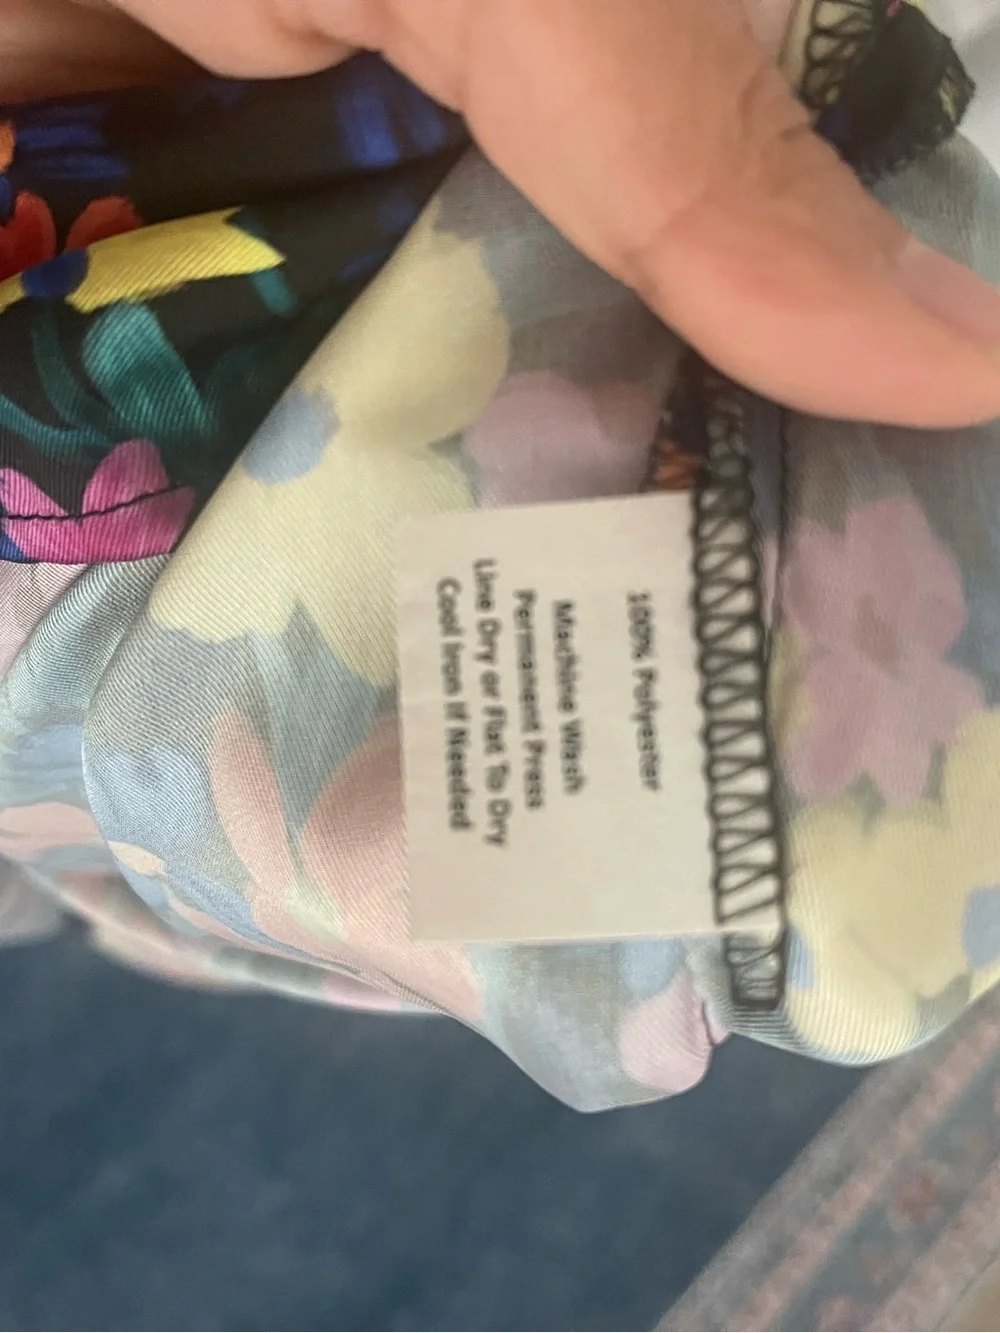 100% Polyester
Machine Wash
Permanent Press
Line Dry or Flat To Dry
Cool Iron If Needed